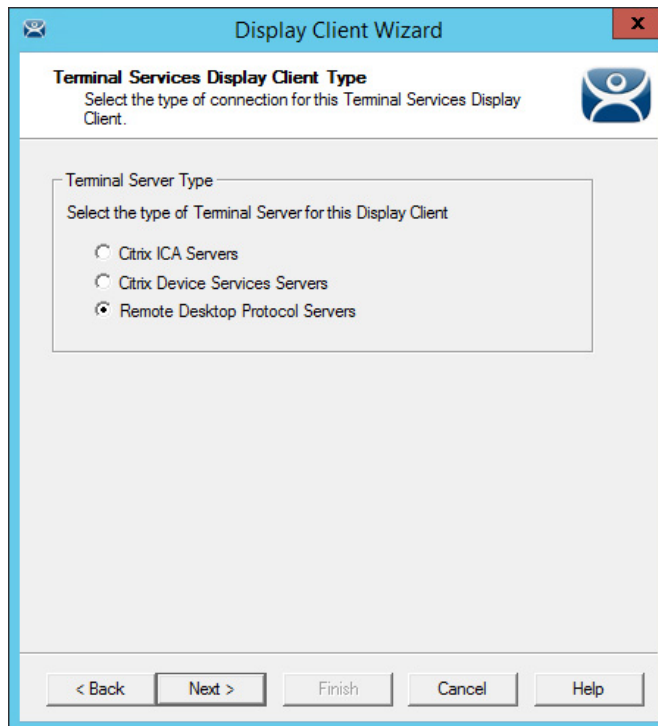 Display Client Wizard
x
Terminal Services Display Client Type
Select the type of connection for this Terminal Services Display
Client.
Terminal Server Type
Select the type of Terminal Server for this Display Client
Citrix ICA Servers
Citrix Device Services Servers
Remote Desktop Protocol Servers
< Back Next > Finish Cancel Help